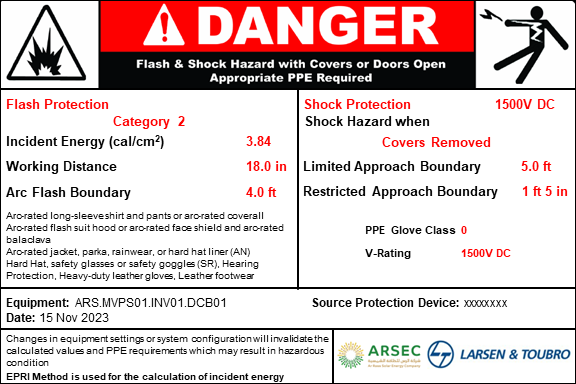 DANGER
Flash & Shock Hazard with Covers or Doors Open
Appropriate PPE Required
Flash Protection
Category 2
Incident Energy (cal/cm²) 3.84
Working Distance 18.0 in
Arc Flash Boundary 4.0 ft
Arc-rated long-sleeve shirt and pants or arc-rated coverall
Arc-rated flash suit hood or arc-rated face shield and arc-rated
balaclava
Arc-rated jacket, parka, rainwear, or hard hat liner (AN)
Hard Hat, safety glasses or safety goggles (SR), Hearing
Protection, Heavy-duty leather gloves, Leather footwear
Shock Protection 1500V DC
Shock Hazard when
Covers Removed
Limited Approach Boundary 5.0 ft
Restricted Approach Boundary 1 ft 5 in
PPE Glove Class 0
V-Rating 1500V DC
Equipment: ARS.MVPS01.INV01.DCB01
Date: 15 Nov 2023
Source Protection Device: xxxxxxxx
Changes in equipment settings or system configuration will invalidate the
calculated values and PPE requirements which may result in hazardous
condition
EPRI Method is used for the calculation of incident energy
ARSEC
LARSEN & TOUBRO